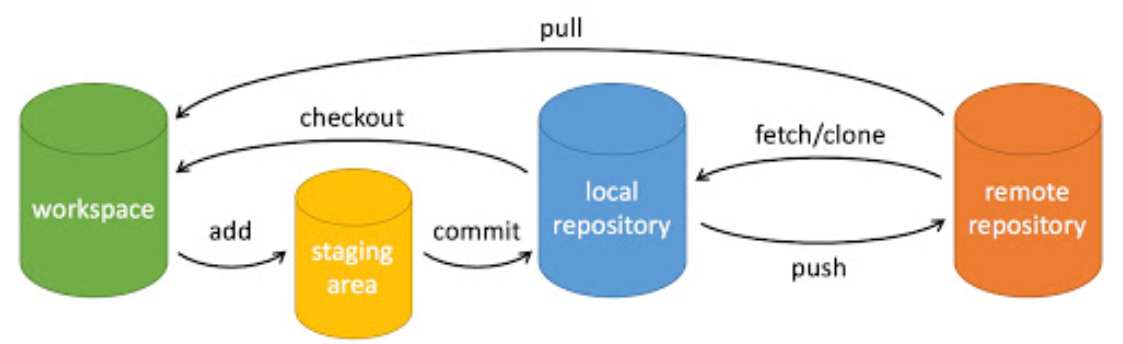 pull
checkout
fetch/clone
workspace
local
repository
remote
repository
add
staging
area
commit
push